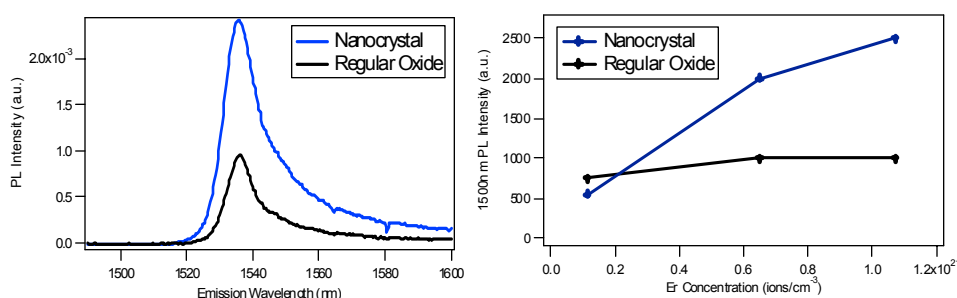 PL Intensity (a.u.)
2.0x10⁻³
1.5
1.0
0.5
0.0
1500
1520
1540
1560
1580
1600
Emission Wavelength (nm)
Nanocrystal
Regular Oxide
1500nm PL Intensity (a.u.)
2500
2000
1500
1000
500
0
0.0
0.2
0.4
0.6
0.8
1.0
1.2x10²¹
Er Concentration (ions/cm⁻³)
Nanocrystal
Regular Oxide